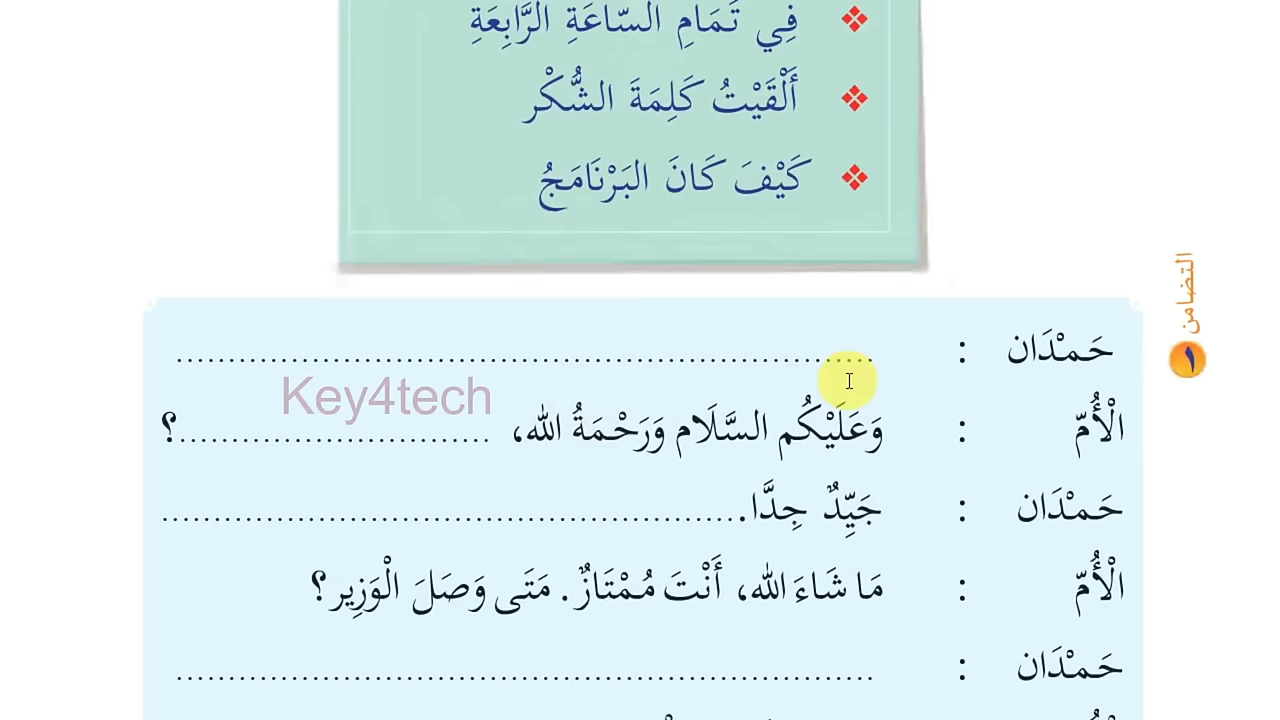 فِي تَمَامِ السّاعَةِ الرَّابِعَةِ
أَلْقَيْتُ كَلِمَةَ الشُّكْر
كَيْفَ كَانَ البَرْنَامَجُ
التضامن ١
حَمْدَان : ......................................................................
Key4tech
الْأُمّ : وَعَلَيْكُم السَّلَام وَرَحْمَةُ الله، ...............................؟
حَمْدَان : جَيِّدٌ جِدًّا.........................................................
الْأُمّ : مَا شَاءَ الله، أَنْتَ مُمْتَازٌ. مَتَى وَصَلَ الْوَزِير؟
حَمْدَان : ......................................................................